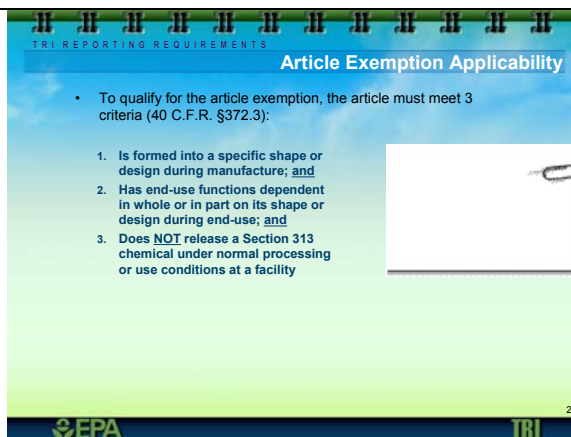 TRI REPORTING REQUIREMENTS
Article Exemption Applicability
• To qualify for the article exemption, the article must meet 3
criteria (40 C.F.R. §372.3):
1. Is formed into a specific shape or
design during manufacture; and
2. Has end-use functions dependent
in whole or in part on its shape or
design during end-use; and
3. Does NOT release a Section 313
chemical under normal processing
or use conditions at a facility
2
EPA
TRI